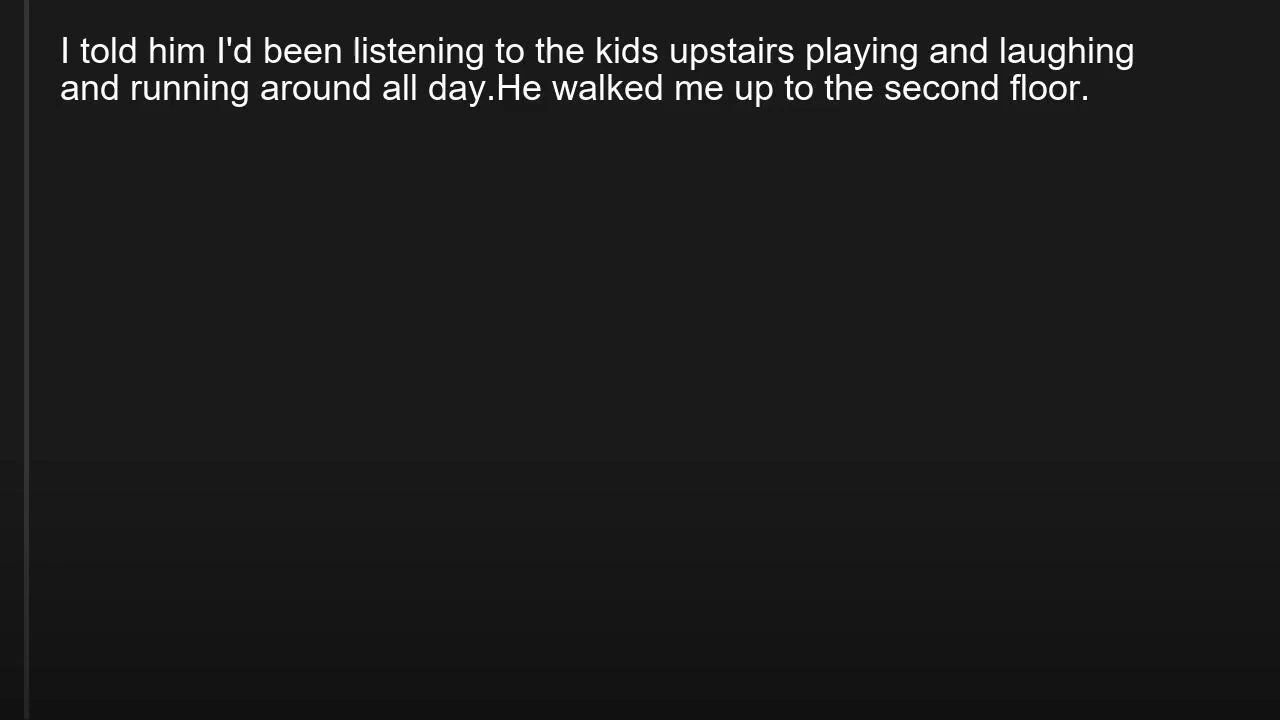 I told him I'd been listening to the kids upstairs playing and laughing
and running around all day.He walked me up to the second floor.